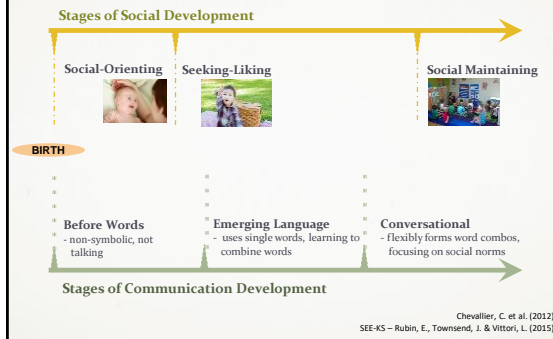 Stages of Social Development
Social-Orienting
Seeking-Liking
Social Maintaining
BIRTH
Before Words
- non-symbolic, not
talking
Emerging Language
- uses single words, learning to
combine words
Conversational
- flexibly forms word combos,
focusing on social norms
Stages of Communication Development
Chevallier, C. et al. (2012)
SEE-KS – Rubin, E., Townsend, J. & Vittori, L. (2015)